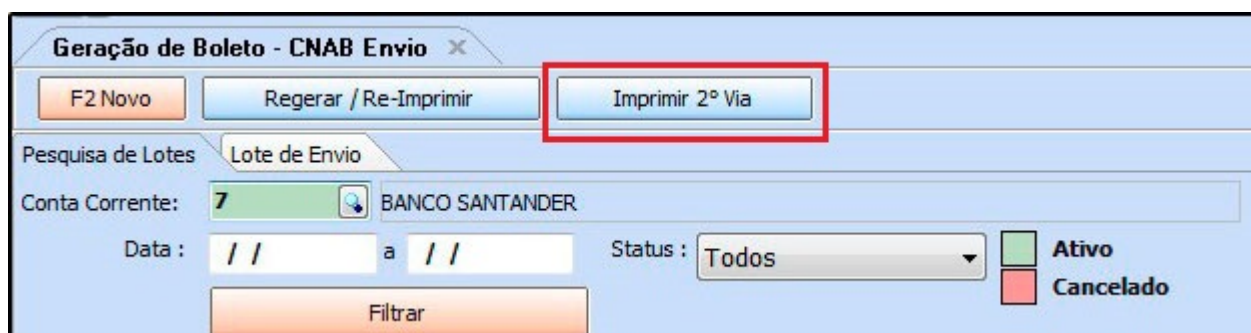 Geração de Boleto - CNAB Envio
F2 Novo Regerar / Re-Imprimir Imprimir 2º Via
Pesquisa de Lotes Lote de Envio
Conta Corrente: 7 BANCO SANTANDER
Data : / / a / / Status : Todos Ativo
Cancelado
Filtrar